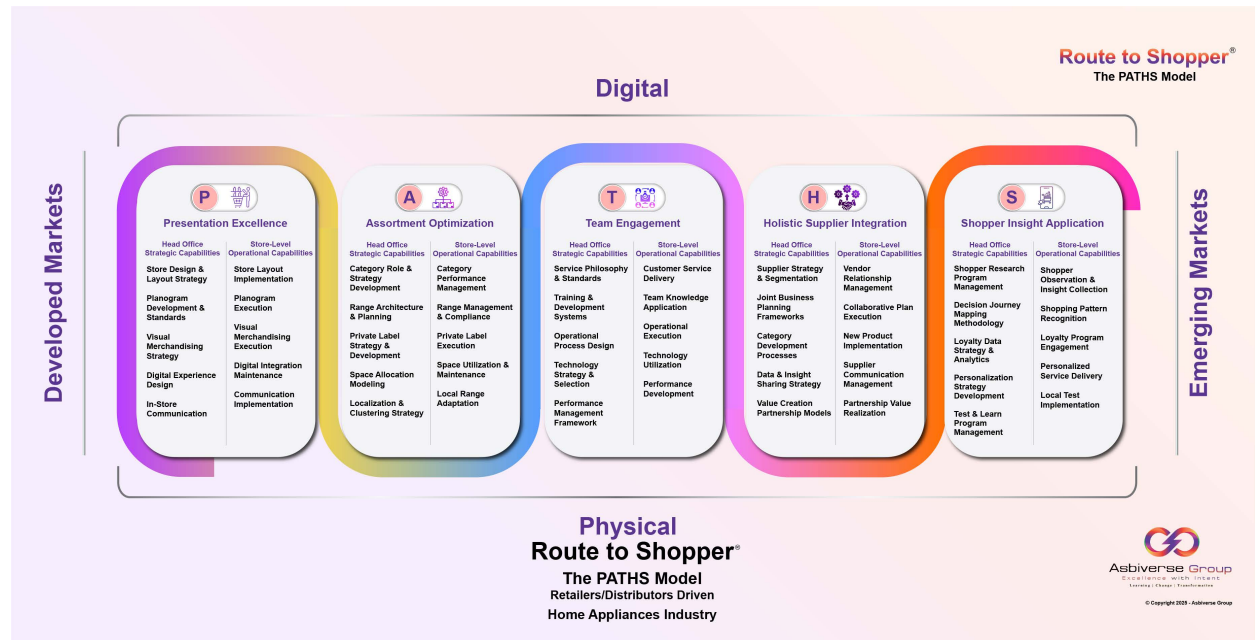 Route to Shopper®
The PATHS Model
Digital
Developed Markets
Emerging Markets
P
Presentation Excellence
Head Office
Strategic Capabilities
Store Design &
Layout Strategy
Planogram
Development &
Standards
Visual
Merchandising
Strategy
Digital Experience
Design
In-Store
Communication
Store-Level
Operational Capabilities
Store Layout
Implementation
Planogram
Execution
Visual
Merchandising
Execution
Digital Integration
Maintenance
Communication
Implementation
A
Assortment Optimization
Head Office
Strategic Capabilities
Category Role &
Strategy
Development
Range Architecture
& Planning
Private Label
Strategy &
Development
Space Allocation
Modeling
Localization &
Clustering Strategy
Store-Level
Operational Capabilities
Category
Performance
Management
Range Management
& Compliance
Private Label
Execution
Space Utilization &
Maintenance
Local Range
Adaptation
T
Team Engagement
Head Office
Strategic Capabilities
Service Philosophy
& Standards
Training &
Development
Systems
Operational
Process Design
Technology
Strategy &
Selection
Performance
Management
Framework
Store-Level
Operational Capabilities
Customer Service
Delivery
Team Knowledge
Application
Operational
Execution
Technology
Utilization
Performance
Development
H
Holistic Supplier Integration
Head Office
Strategic Capabilities
Supplier Strategy
& Segmentation
Joint Business
Planning
Frameworks
Category
Development
Processes
Data & Insight
Sharing Strategy
Value Creation
Partnership Models
Store-Level
Operational Capabilities
Vendor
Relationship
Management
Collaborative Plan
Execution
New Product
Implementation
Supplier
Communication
Management
Partnership Value
Realization
S
Shopper Insight Application
Head Office
Strategic Capabilities
Shopper Research
Program
Management
Decision Journey
Mapping
Methodology
Loyalty Data
Strategy &
Analytics
Personalization
Strategy
Development
Test & Learn
Program
Management
Store-Level
Operational Capabilities
Shopper
Observation &
Insight Collection
Shopping Pattern
Recognition
Loyalty Program
Engagement
Personalized
Service Delivery
Local Test
Implementation
Physical
Route to Shopper®
The PATHS Model
Retailers/Distributors Driven
Home Appliances Industry
Asbiverse Group
Excellence with Intent
Learning | Change | Transformation
© Copyright 2025 - Asbiverse Group